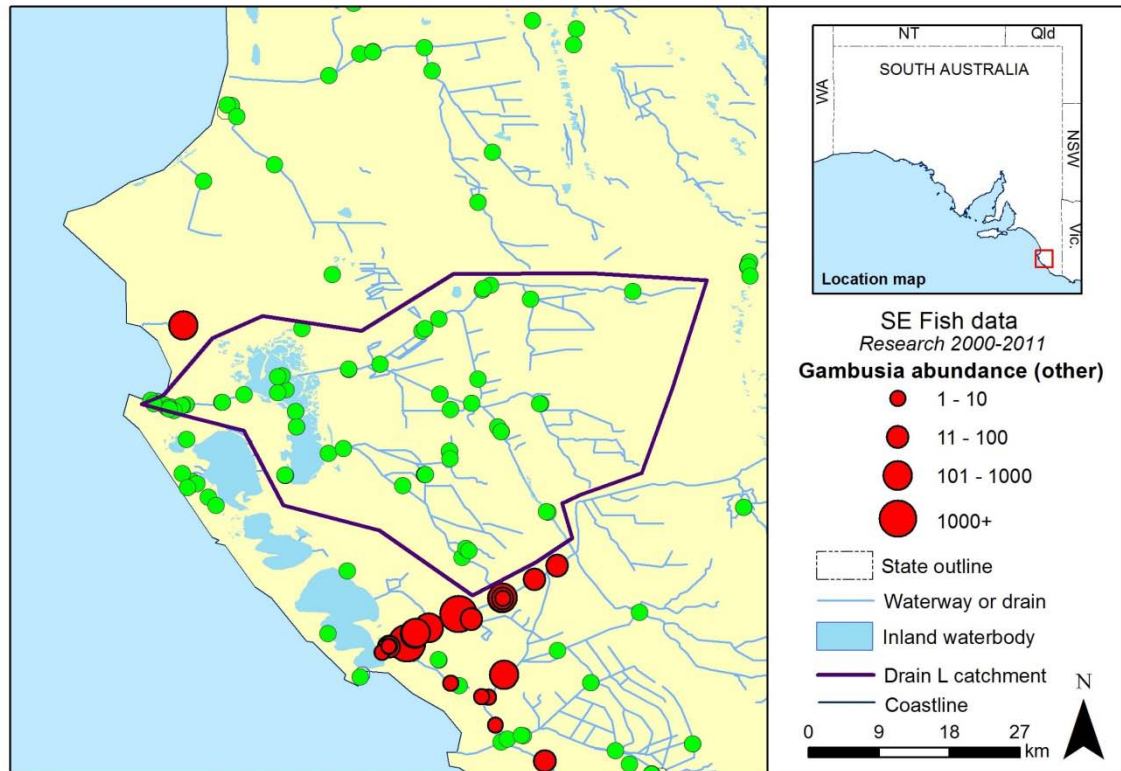 NT
Qld
WA
SOUTH AUSTRALIA
NSW
Vic.
Location map
SE Fish data
Research 2000-2011
Gambusia abundance (other)
1 - 10
11 - 100
101 - 1000
1000+
State outline
Waterway or drain
Inland waterbody
Drain L catchment
Coastline
N
0 9 18 27
km